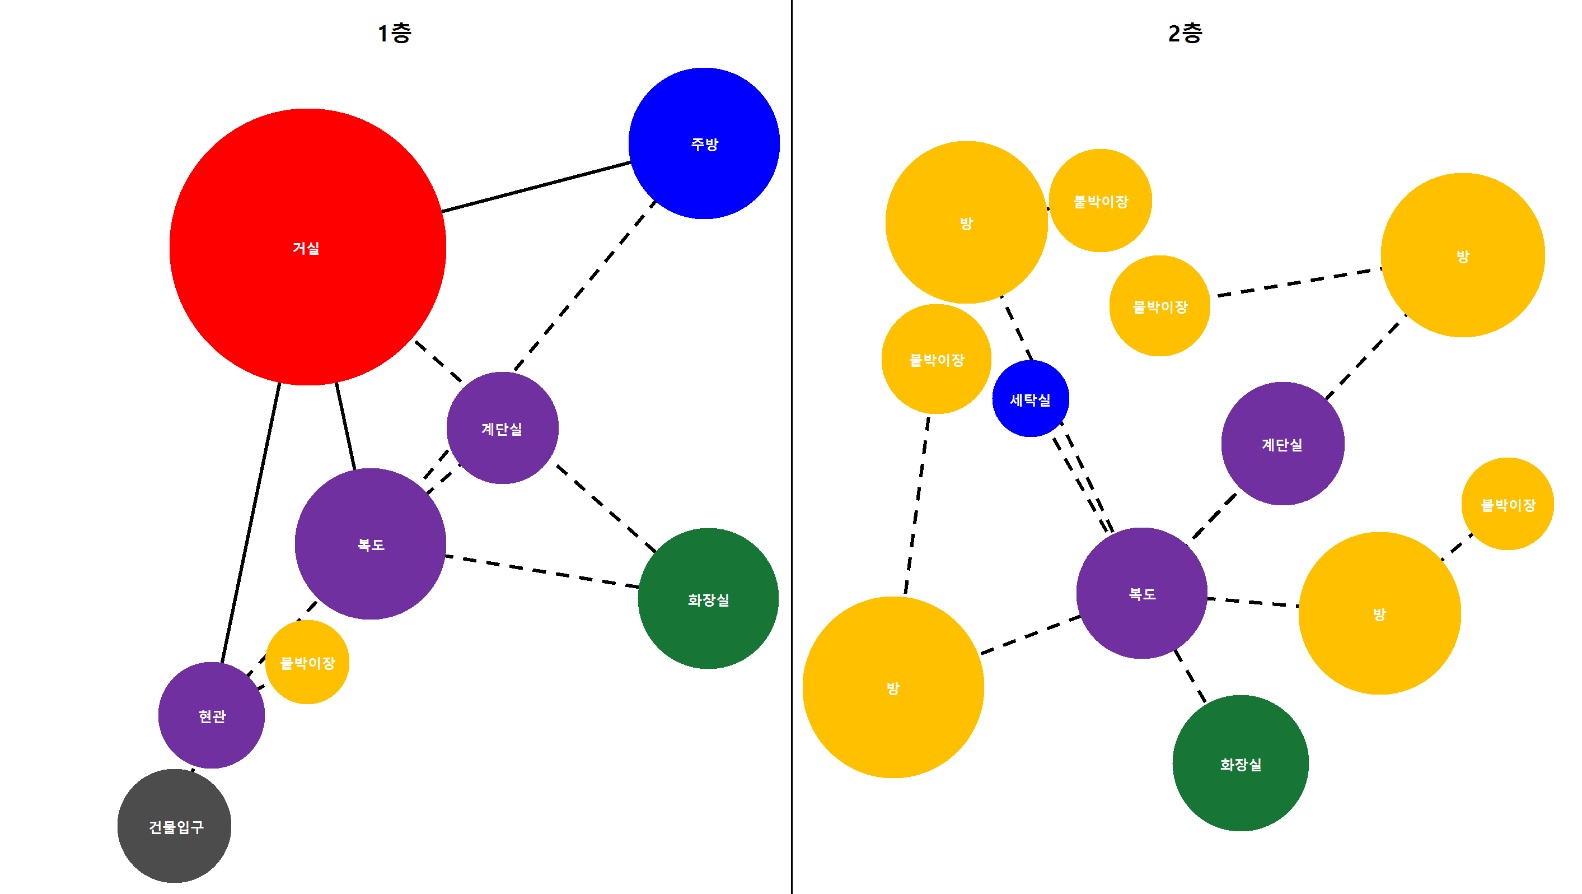 1층
주방
거실
계단실
복도
화장실
붙박이장
현관
건물입구
2층
방
붙박이장
방
붙박이장
붙박이장
세탁실
계단실
붙박이장
복도
방
방
화장실